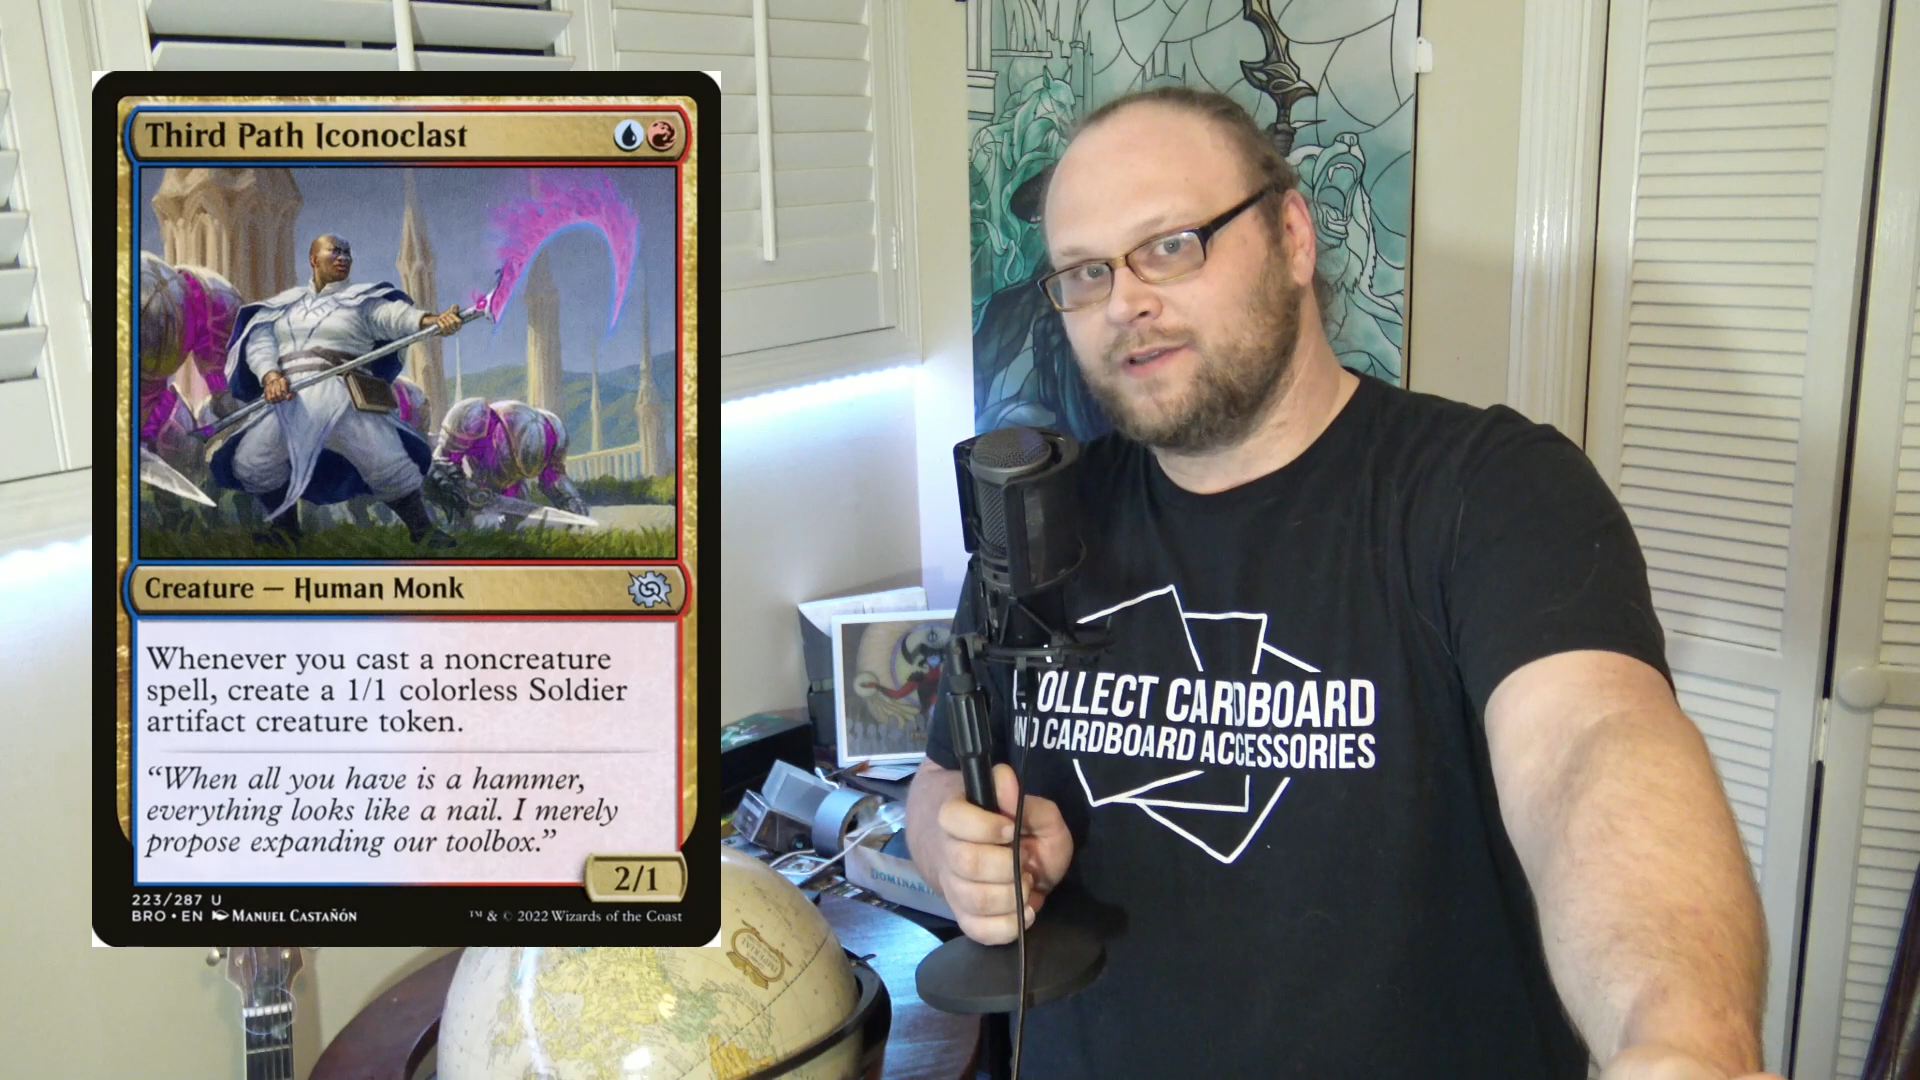 Third Path Iconoclast
Creature — Human Monk
Whenever you cast a noncreature
spell, create a 1/1 colorless Soldier
artifact creature token.
“When all you have is a hammer,
everything looks like a nail. I merely
propose expanding our toolbox.”
2/1
223/287 U
BRO • EN MANUEL CASTAÑÓN
™ & © 2022 Wizards of the Coast
COLLECT CARDBOARD
AND CARDBOARD ACCESSORIES